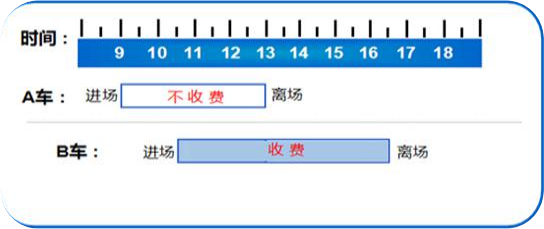 时间：
9 10 11 12 13 14 15 16 17 18
A车： 进场 不收费 离场
B车： 进场 收费 离场